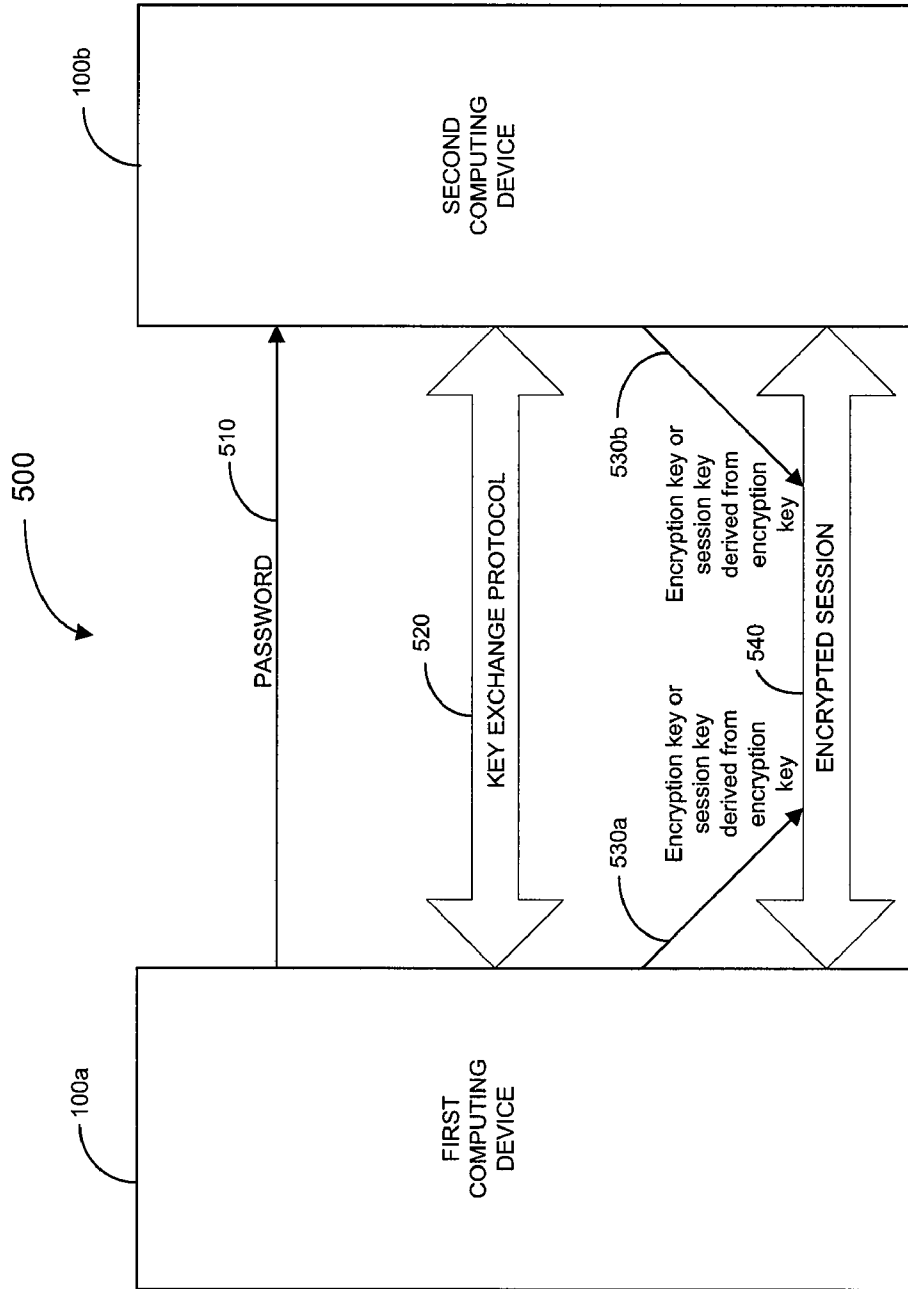 500
100a
100b
FIRST
COMPUTING
DEVICE
SECOND
COMPUTING
DEVICE
510
PASSWORD
520
KEY EXCHANGE PROTOCOL
530a
Encryption key or
session key
derived from
encryption
key
530b
Encryption key or
session key
derived from
encryption
key
540
ENCRYPTED SESSION